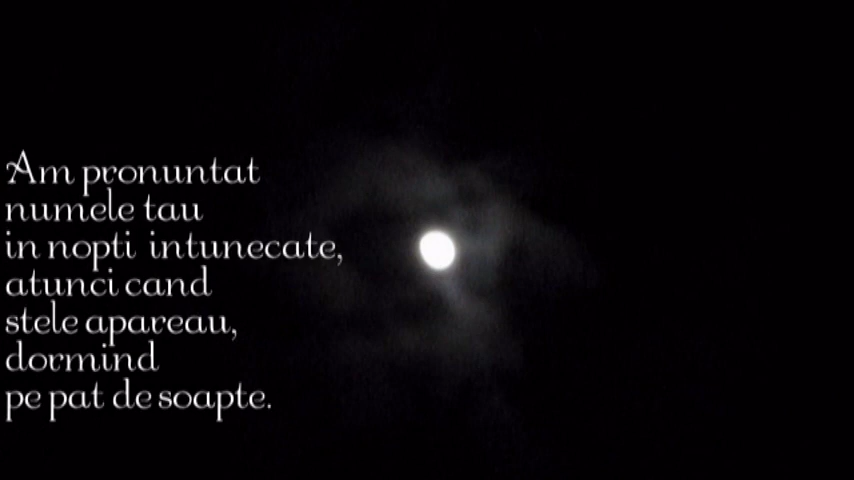 Am pronuntat
numele tau
in nopti intunecate,
atunci cand
stele apareau,
dormind
pe pat de soapte.